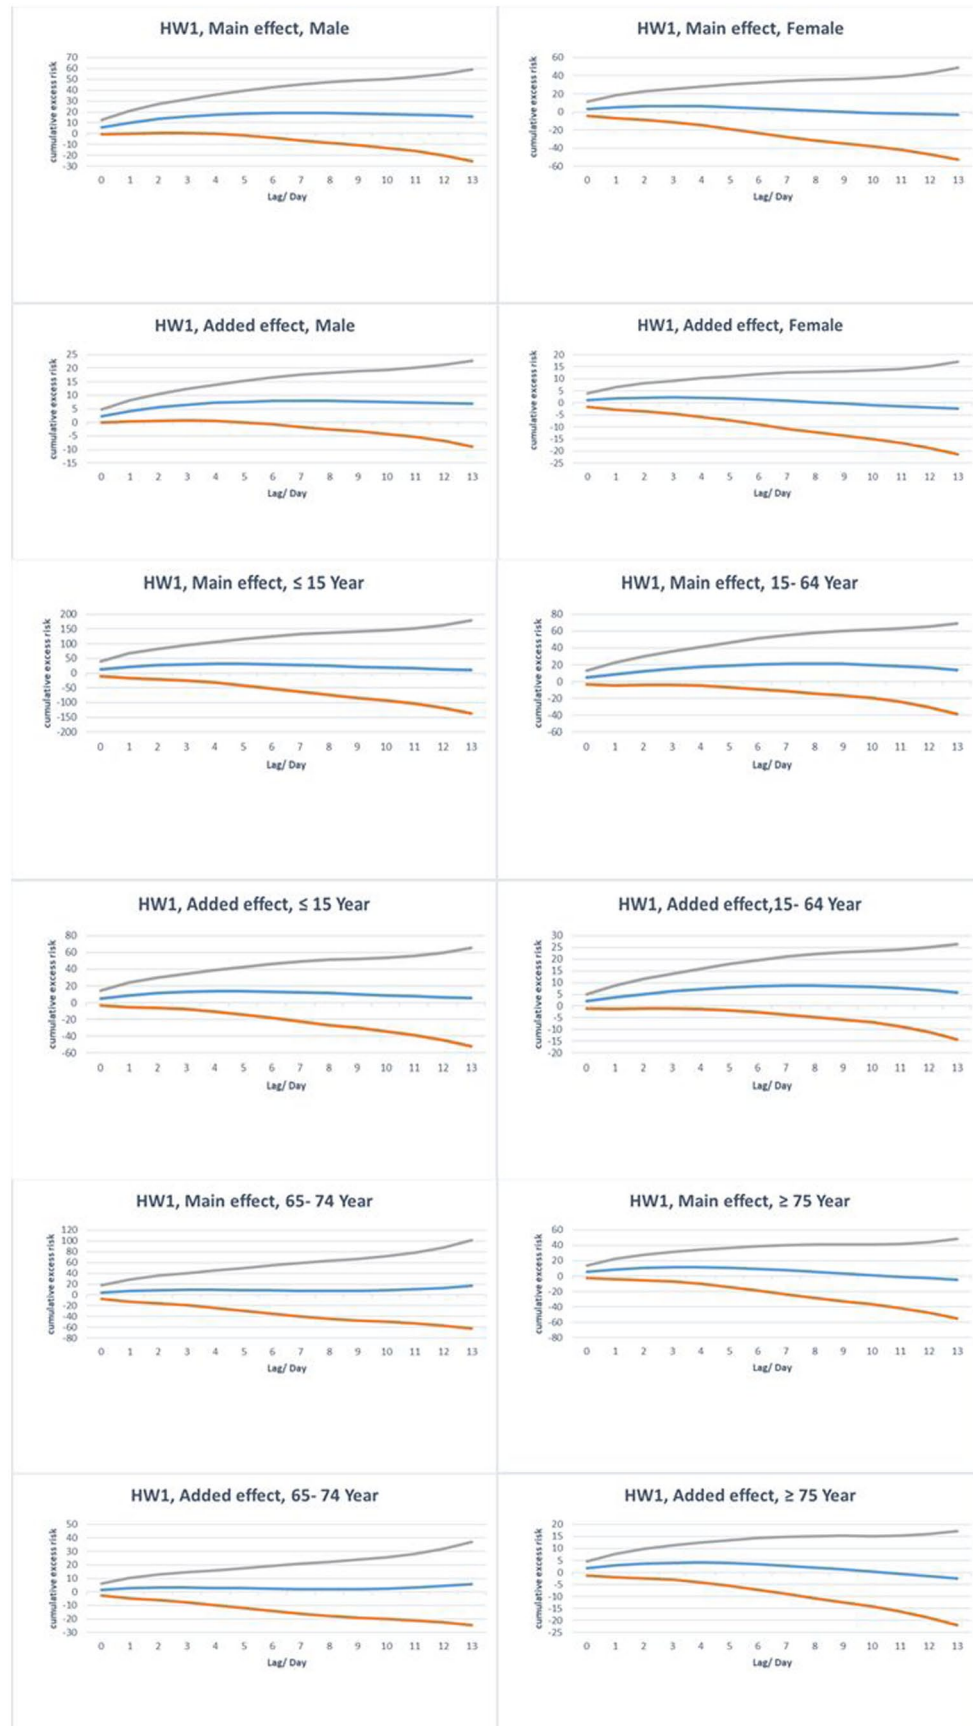 HW1, Main effect, Male
cumulative excess risk
70
60
50
40
30
20
10
0
-10
-20
-30
0 1 2 3 4 5 6 7 8 9 10 11 12 13
Lag/ Day
HW1, Main effect, Female
cumulative excess risk
60
40
20
0
-20
-40
-60
0 1 2 3 4 5 6 7 8 9 10 11 12 13
Lag/ Day
HW1, Added effect, Male
cumulative excess risk
25
20
15
10
5
0
-5
-10
-15
0 1 2 3 4 5 6 7 8 9 10 11 12 13
Lag/ Day
HW1, Added effect, Female
cumulative excess risk
20
15
10
5
0
-5
-10
-15
-20
-25
0 1 2 3 4 5 6 7 8 9 10 11 12 13
Lag/ Day
HW1, Main effect, ≤ 15 Year
cumulative excess risk
200
150
100
50
0
-50
-100
-150
-200
0 1 2 3 4 5 6 7 8 9 10 11 12 13
Lag/ Day
HW1, Main effect, 15- 64 Year
cumulative excess risk
80
60
40
20
0
-20
-40
-60
0 1 2 3 4 5 6 7 8 9 10 11 12 13
Lag/ Day
HW1, Added effect, ≤ 15 Year
cumulative excess risk
80
60
40
20
0
-20
-40
-60
0 1 2 3 4 5 6 7 8 9 10 11 12 13
Lag/ Day
HW1, Added effect,15- 64 Year
cumulative excess risk
30
25
20
15
10
5
0
-5
-10
-15
-20
0 1 2 3 4 5 6 7 8 9 10 11 12 13
Lag/ Day
HW1, Main effect, 65- 74 Year
cumulative excess risk
120
100
80
60
40
20
0
-20
-40
-60
-80
0 1 2 3 4 5 6 7 8 9 10 11 12 13
Lag/ Day
HW1, Main effect, ≥ 75 Year
cumulative excess risk
60
40
20
0
-20
-40
-60
-80
0 1 2 3 4 5 6 7 8 9 10 11 12 13
Lag/ Day
HW1, Added effect, 65- 74 Year
cumulative excess risk
50
40
30
20
10
0
-10
-20
-30
0 1 2 3 4 5 6 7 8 9 10 11 12 13
Lag/ Day
HW1, Added effect, ≥ 75 Year
cumulative excess risk
20
15
10
5
0
-5
-10
-15
-20
-25
0 1 2 3 4 5 6 7 8 9 10 11 12 13
Lag/ Day